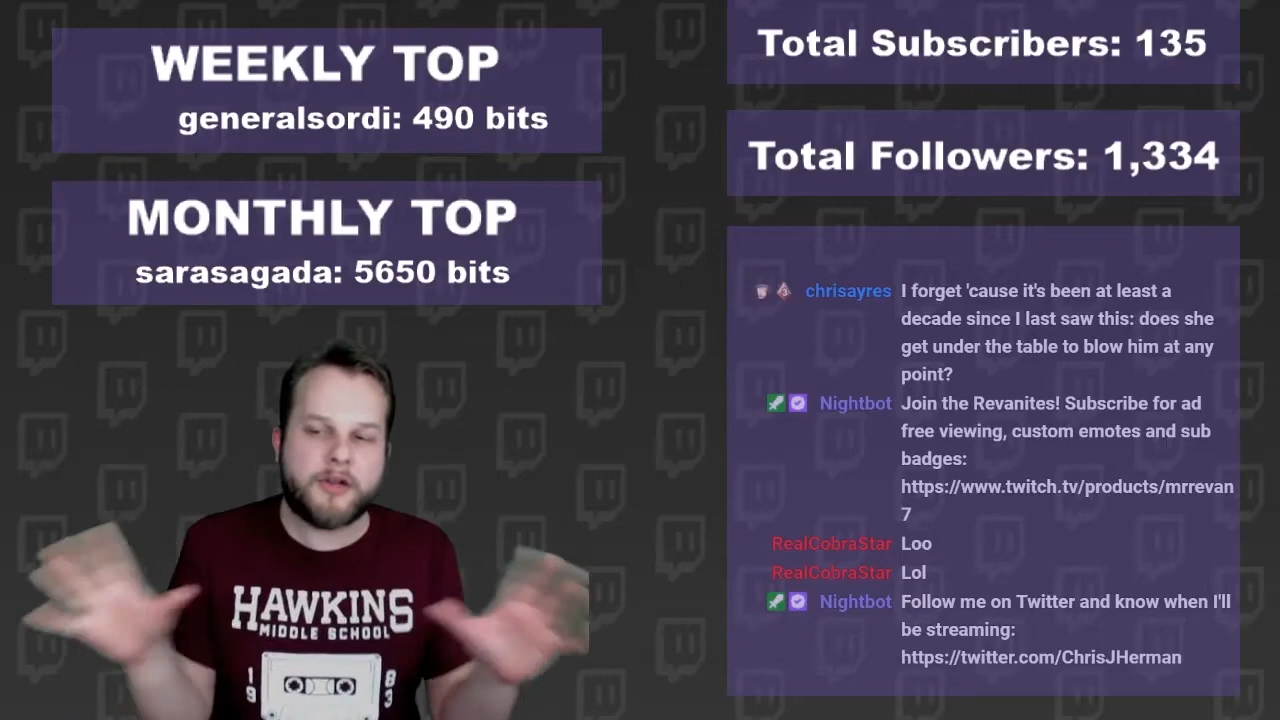 WEEKLY TOP
generalsordi: 490 bits
MONTHLY TOP
sarasagada: 5650 bits
Total Subscribers: 135
Total Followers: 1,334
chrisayres I forget 'cause it's been at least a
decade since I last saw this: does she
get under the table to blow him at any
point?
Nightbot Join the Revanites! Subscribe for ad
free viewing, custom emotes and sub
badges:
https://www.twitch.tv/products/mrrevan
7
RealCobraStar Loo
RealCobraStar Lol
Nightbot Follow me on Twitter and know when I'll
be streaming:
https://twitter.com/ChrisJHerman
HAWKINS
MIDDLE SCHOOL
19 83